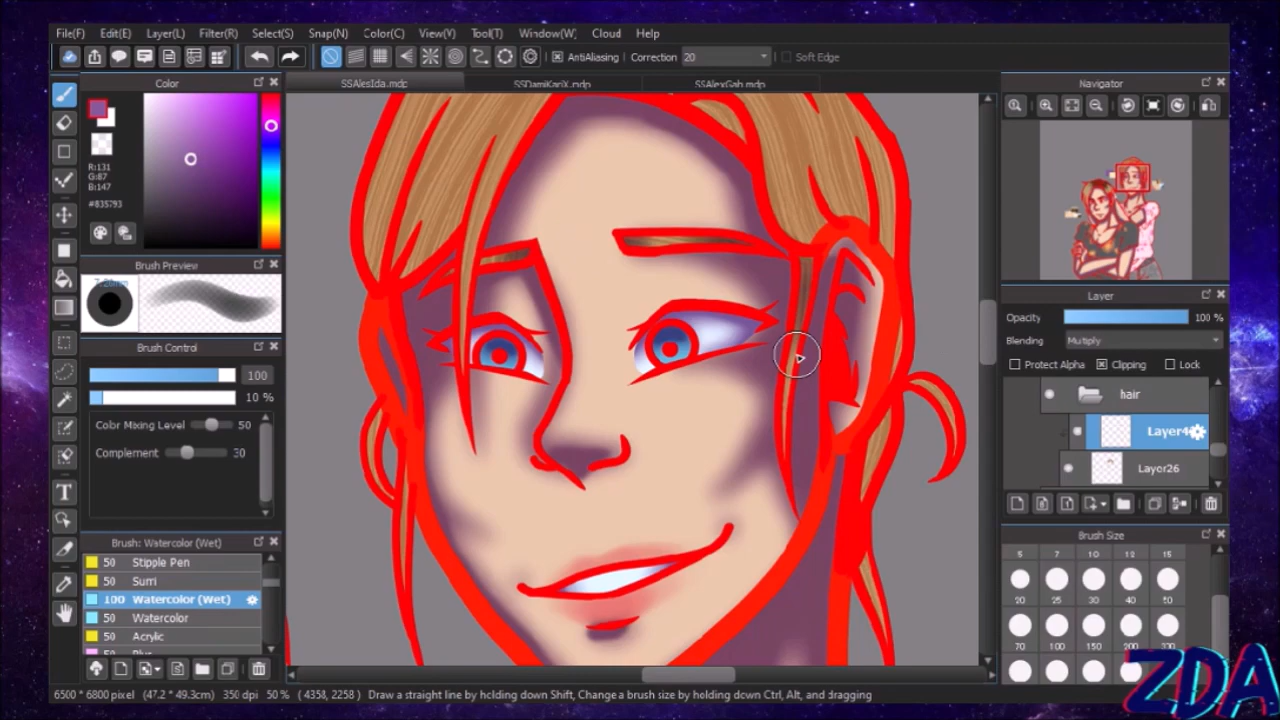 File(F) Edit(E) Layer(L) Filter(R) Select(S) Snap(N) Color(C) View(V) Tool(T) Window(W) Cloud Help
AntiAliasing Correction 20 Soft Edge
Color
SSAlesIda.mdp SSDamiKariX.mdp SSAlexGab.mdp
Navigator
R:131
G:87
B:147
#835793
Brush Preview
Brush Control
100
10 %
Color Mixing Level 50
Complement 30
Layer
Opacity 100 %
Blending Multiply
Protect Alpha Clipping Lock
hair
Layer4
Layer26
Brush: Watercolor (Wet)
50 Stipple Pen
50 Sumi
100 Watercolor (Wet)
50 Watercolor
50 Acrylic
Brush Size
5 7 10 12 15
20 25 30 40 50
70 100 150 200
6500 * 6800 pixel (47.2 * 49.3cm) 350 dpi 50 % ( 4358, 2258 ) Draw a straight line by holding down Shift, Change a brush size by holding down Ctrl, Alt, and dragging
ZDA